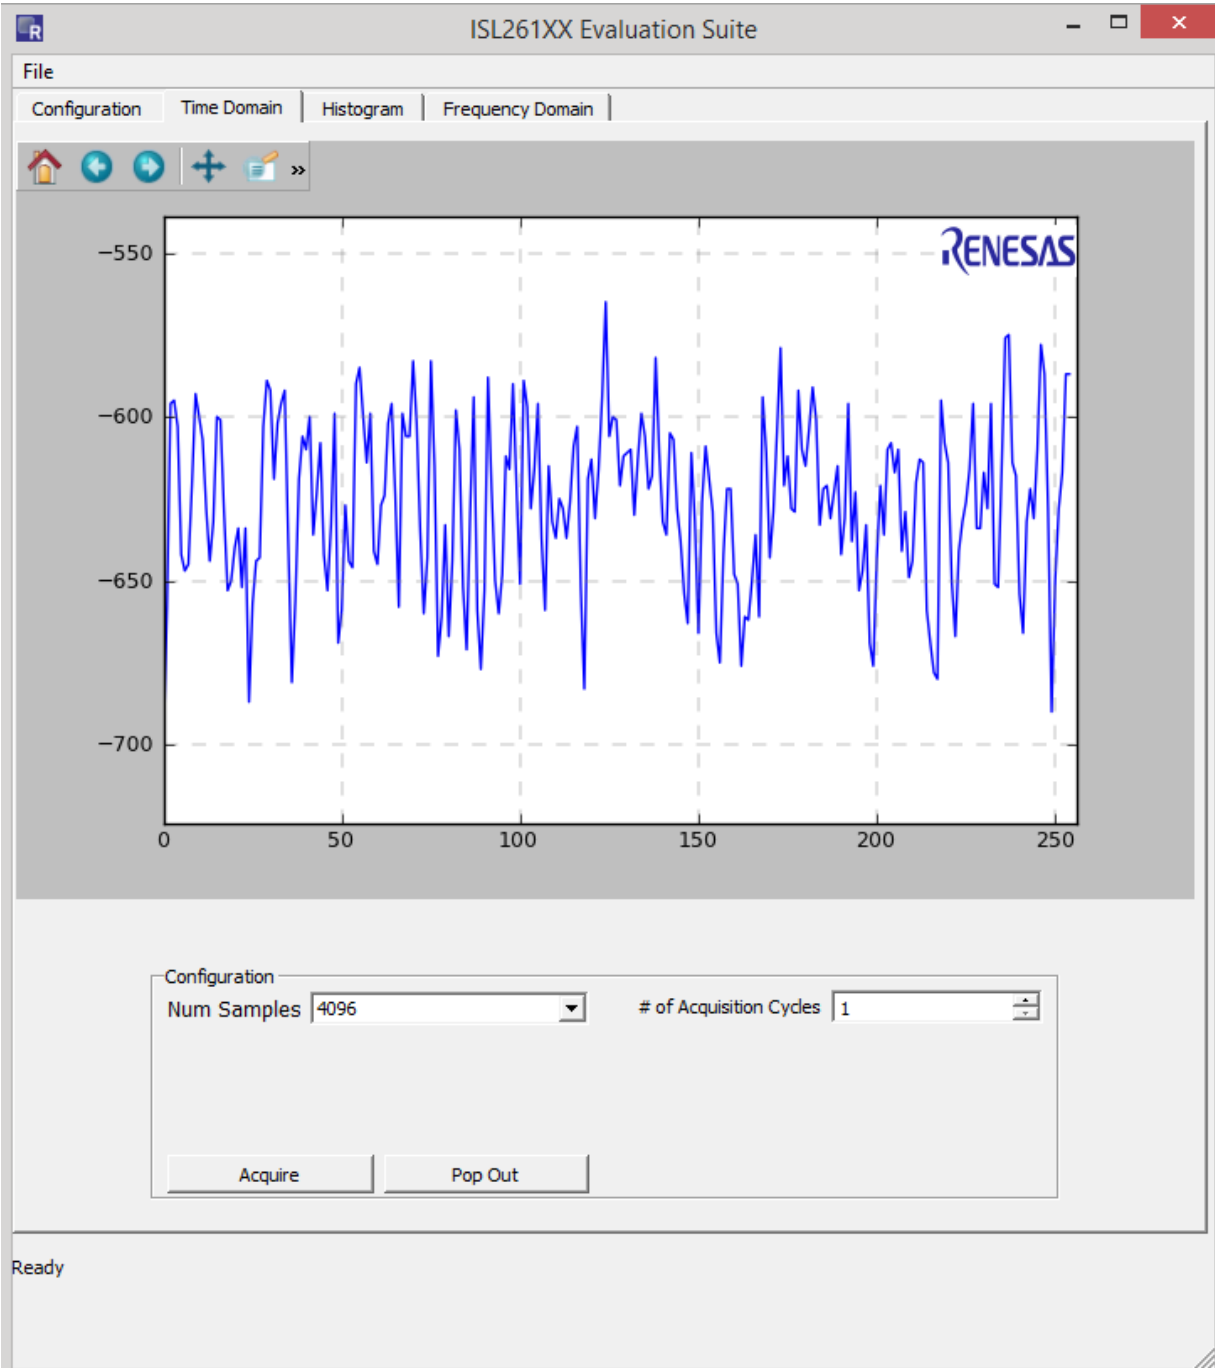 ISL261XX Evaluation Suite
File
Configuration Time Domain Histogram Frequency Domain
»
RENESAS
−550
−600
−650
−700
0 50 100 150 200 250
Configuration
Num Samples 4096 # of Acquisition Cycles 1
Acquire Pop Out
Ready